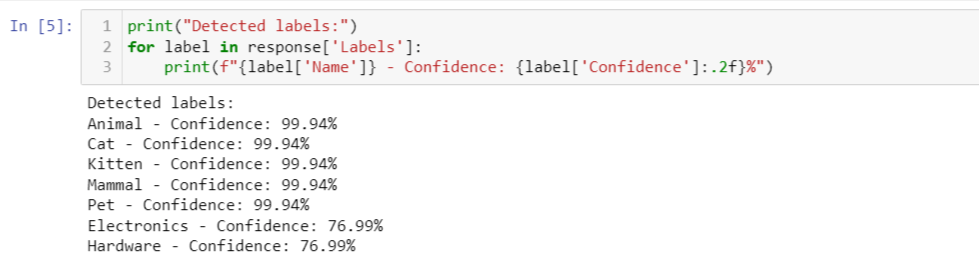 In [5]:
1 print("Detected labels:")
2 for label in response['Labels']:
3     print(f"{label['Name']} - Confidence: {label['Confidence']:.2f}%")
Detected labels:
Animal - Confidence: 99.94%
Cat - Confidence: 99.94%
Kitten - Confidence: 99.94%
Mammal - Confidence: 99.94%
Pet - Confidence: 99.94%
Electronics - Confidence: 76.99%
Hardware - Confidence: 76.99%